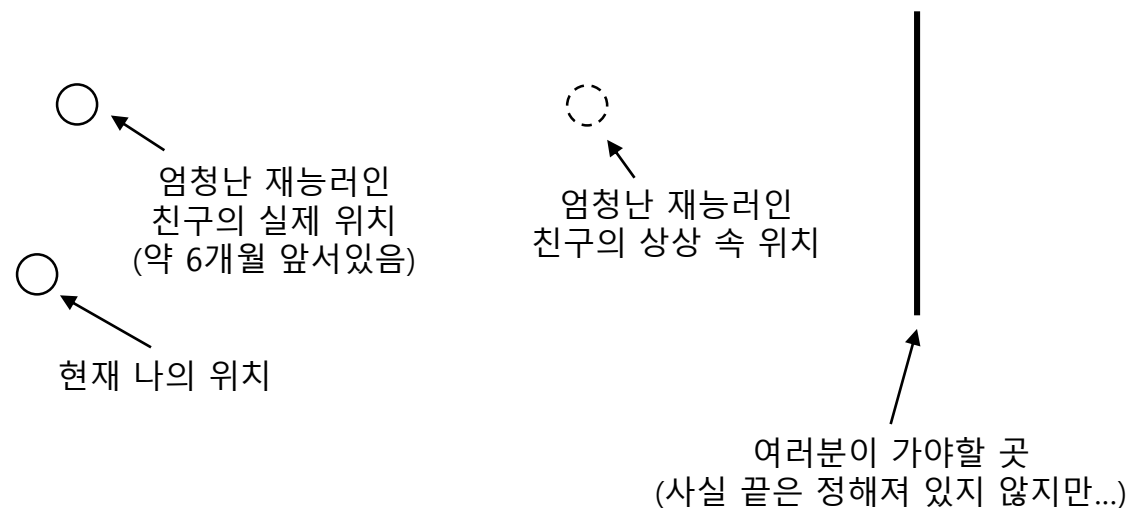 엄청난 재능러인
친구의 실제 위치
(약 6개월 앞서있음)
엄청난 재능러인
친구의 상상 속 위치
현재 나의 위치
여러분이 가야할 곳
(사실 끝은 정해져 있지 않지만...)